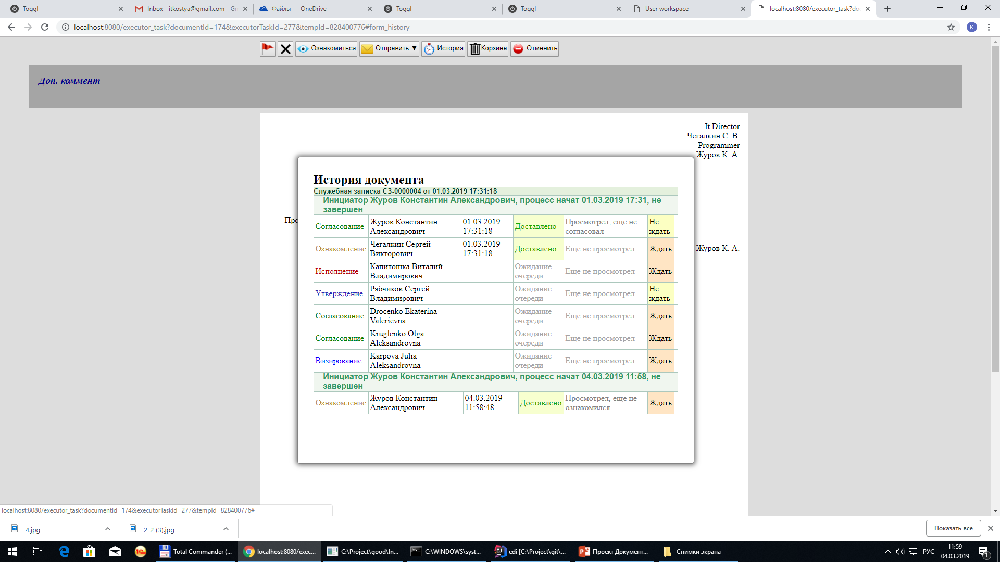 Toggl
Inbox - itkostya@gmail.com - Gm
Файлы — OneDrive
Toggl
Toggl
User workspace
localhost:8080/executor_task?do
localhost:8080/executor_task?documentId=174&executorTaskId=277&tempId=828400776#form_history
K
Ознакомиться
Отправить ▼
История
Корзина
Отменить
Доп. коммент
It Director
Чегалкин С. В.
Programmer
Журов К. А.
Про
Журов К. А.
История документа
Служебная записка СЗ-0000004 от 01.03.2019 17:31:18
Инициатор Журов Константин Александрович, процесс начат 01.03.2019 17:31, не
завершен
Согласование Журов Константин Александрович 01.03.2019 17:31:18 Доставлено Просмотрел, еще не согласовал Не ждать
Ознакомление Чегалкин Сергей Викторович 01.03.2019 17:31:18 Доставлено Еще не просмотрел Ждать
Исполнение Капитошка Виталий Владимирович Ожидание очереди Еще не просмотрел Ждать
Утверждение Рябчиков Сергей Владимирович Ожидание очереди Еще не просмотрел Не ждать
Согласование Drocenko Ekaterina Valerievna Ожидание очереди Еще не просмотрел Ждать
Согласование Kruglenko Olga Aleksandrovna Ожидание очереди Еще не просмотрел Ждать
Визирование Karpova Julia Aleksandrovna Ожидание очереди Еще не просмотрел Ждать
Инициатор Журов Константин Александрович, процесс начат 04.03.2019 11:58, не
завершен
Ознакомление Журов Константин Александрович 04.03.2019 11:58:48 Доставлено Просмотрел, еще не ознакомился Ждать
localhost:8080/executor_task?documentId=174&executorTaskId=277&tempId=828400776#
4.jpg
2-2 (3).jpg
Показать все
Total Commander (...
localhost:8080/exec...
C:\Project\good\In...
C:\WINDOWS\syst...
edi [C:\Project\git\...
Проект Документ...
Снимки экрана
РУС
11:59
04.03.2019
1